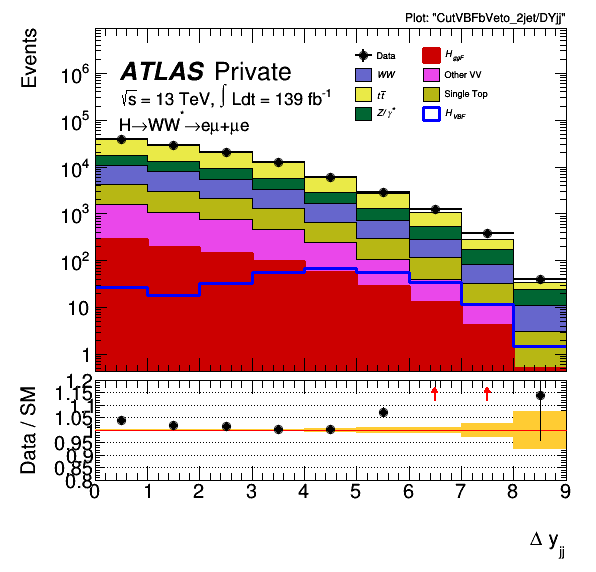 Plot: "CutVBFbVeto_2jet/DYjj"
Events
ATLAS Private
√s = 13 TeV, ∫ Ldt = 139 fb⁻¹
H→WW*→eμ+μe
Data
WW
tt̅
Z/γ*
H_ggF
Other VV
Single Top
H_VBF
10⁶
10⁵
10⁴
10³
10²
10
1
Data / SM
1.2
1.15
1.1
1.05
1
0.95
0.9
0.85
0.8
0 1 2 3 4 5 6 7 8 9
Δ y_jj